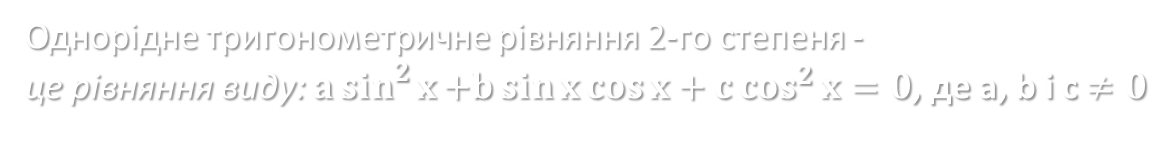 Однорідне тригонометричне рівняння 2-го степеня -
це рівняння виду: a sin² x +b sin x cos x + c cos² x = 0, де a, b і c ≠ 0